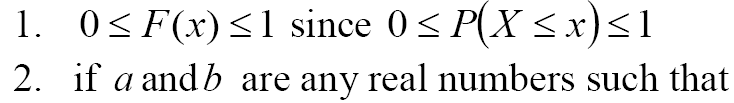 1. 0 ≤ F(x) ≤ 1 since 0 ≤ P(X ≤ x) ≤ 1
2. if a and b are any real numbers such that